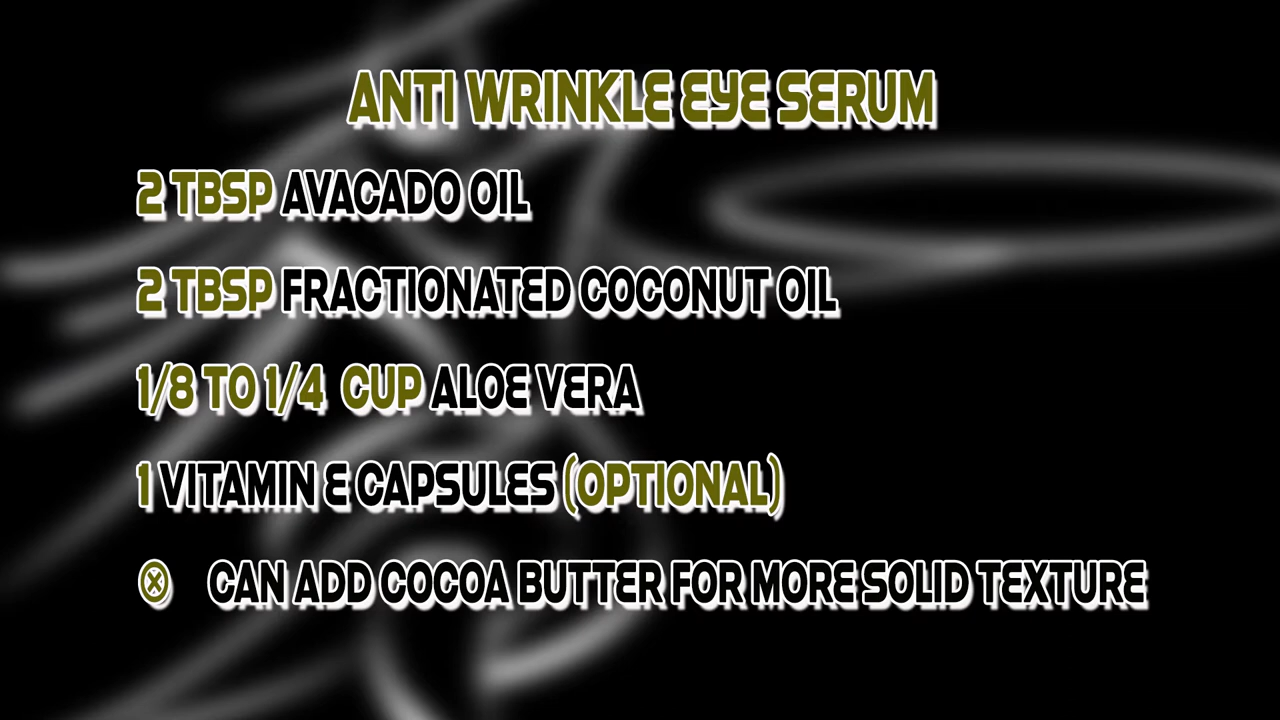 ANTI WRINKLE EYE SERUM
2 TBSP AVACADO OIL
2 TBSP FRACTIONATED COCONUT OIL
1/8 TO 1/4 CUP ALOE VERA
1 VITAMIN E CAPSULES (OPTIONAL)
⊗ CAN ADD COCOA BUTTER FOR MORE SOLID TEXTURE